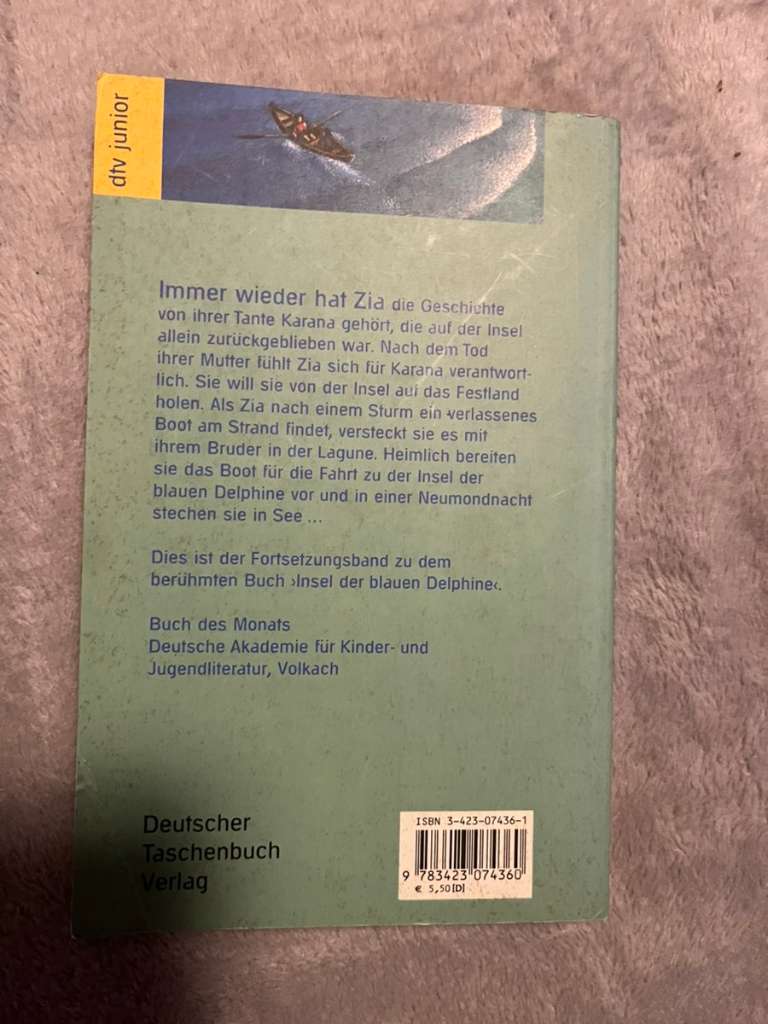 dtv junior
Immer wieder hat Zia die Geschichte
von ihrer Tante Karana gehört, die auf der Insel
allein zurückgeblieben war. Nach dem Tod
ihrer Mutter fühlt Zia sich für Karana verantwort-
lich. Sie will sie von der Insel auf das Festland
holen. Als Zia nach einem Sturm ein verlassenes
Boot am Strand findet, versteckt sie es mit
ihrem Bruder in der Lagune. Heimlich bereiten
sie das Boot für die Fahrt zu der Insel der
blauen Delphine vor und in einer Neumondnacht
stechen sie in See ...
Dies ist der Fortsetzungsband zu dem
berühmten Buch ›Insel der blauen Delphine‹.
Buch des Monats
Deutsche Akademie für Kinder- und
Jugendliteratur, Volkach
Deutscher
Taschenbuch
Verlag
ISBN 3-423-07436-1
9 783423 074360
€ 5,50 [D]